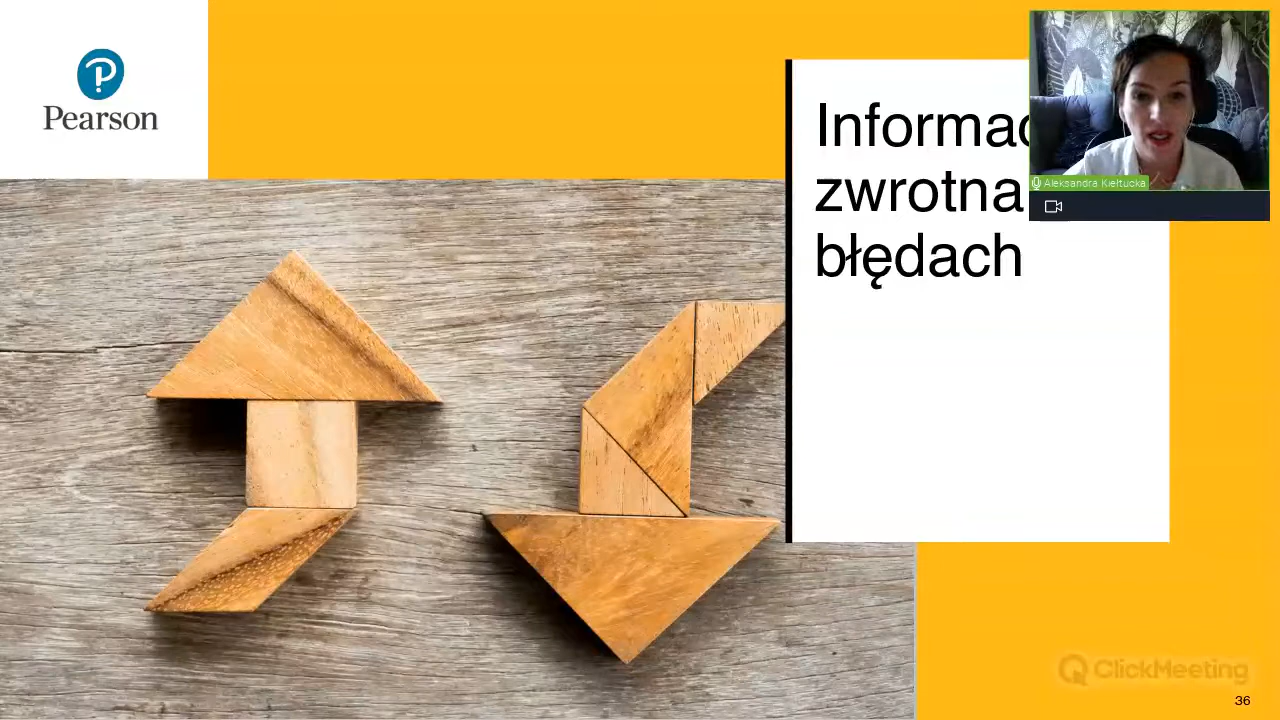 Pearson
Informac
zwrotna
błędach
Aleksandra Kiełtucka
ClickMeeting
36